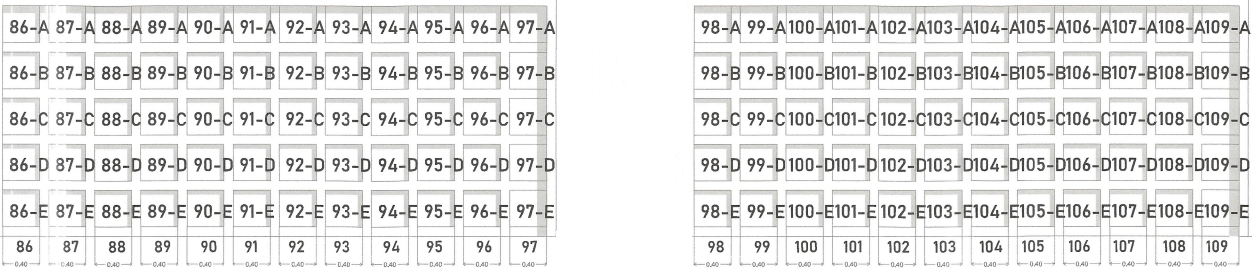 86-A 87-A 88-A 89-A 90-A 91-A 92-A 93-A 94-A 95-A 96-A 97-A
86-B 87-B 88-B 89-B 90-B 91-B 92-B 93-B 94-B 95-B 96-B 97-B
86-C 87-C 88-C 89-C 90-C 91-C 92-C 93-C 94-C 95-C 96-C 97-C
86-D 87-D 88-D 89-D 90-D 91-D 92-D 93-D 94-D 95-D 96-D 97-D
86-E 87-E 88-E 89-E 90-E 91-E 92-E 93-E 94-E 95-E 96-E 97-E
86 87 88 89 90 91 92 93 94 95 96 97
0,40 0,40 0,40 0,40 0,40 0,40 0,40 0,40 0,40 0,40 0,40 0,40
98-A 99-A 100-A 101-A 102-A 103-A 104-A 105-A 106-A 107-A 108-A 109-A
98-B 99-B 100-B 101-B 102-B 103-B 104-B 105-B 106-B 107-B 108-B 109-B
98-C 99-C 100-C 101-C 102-C 103-C 104-C 105-C 106-C 107-C 108-C 109-C
98-D 99-D 100-D 101-D 102-D 103-D 104-D 105-D 106-D 107-D 108-D 109-D
98-E 99-E 100-E 101-E 102-E 103-E 104-E 105-E 106-E 107-E 108-E 109-E
98 99 100 101 102 103 104 105 106 107 108 109
0,40 0,40 0,40 0,40 0,40 0,40 0,40 0,40 0,40 0,40 0,40 0,40